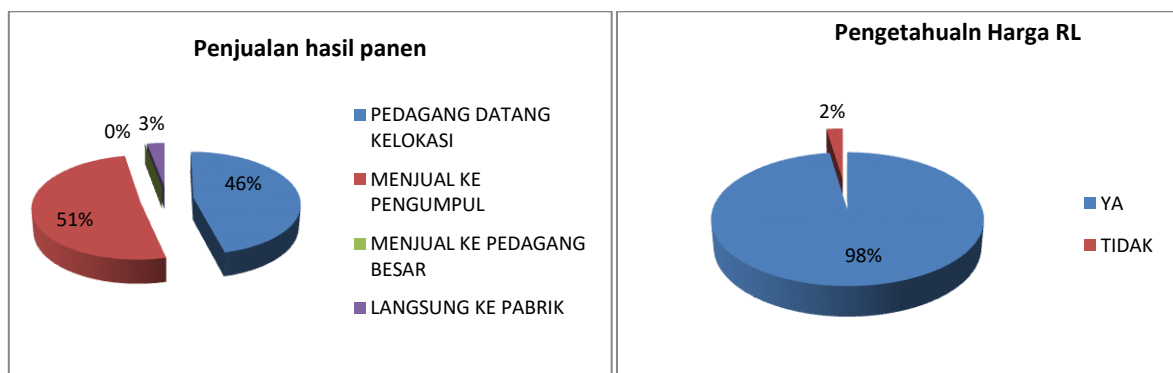 Penjualan hasil panen
0%
3%
46%
51%
PEDAGANG DATANG
KELOKASI
MENJUAL KE
PENGUMPUL
MENJUAL KE PEDAGANG
BESAR
LANGSUNG KE PABRIK
Pengetahualn Harga RL
2%
98%
YA
TIDAK